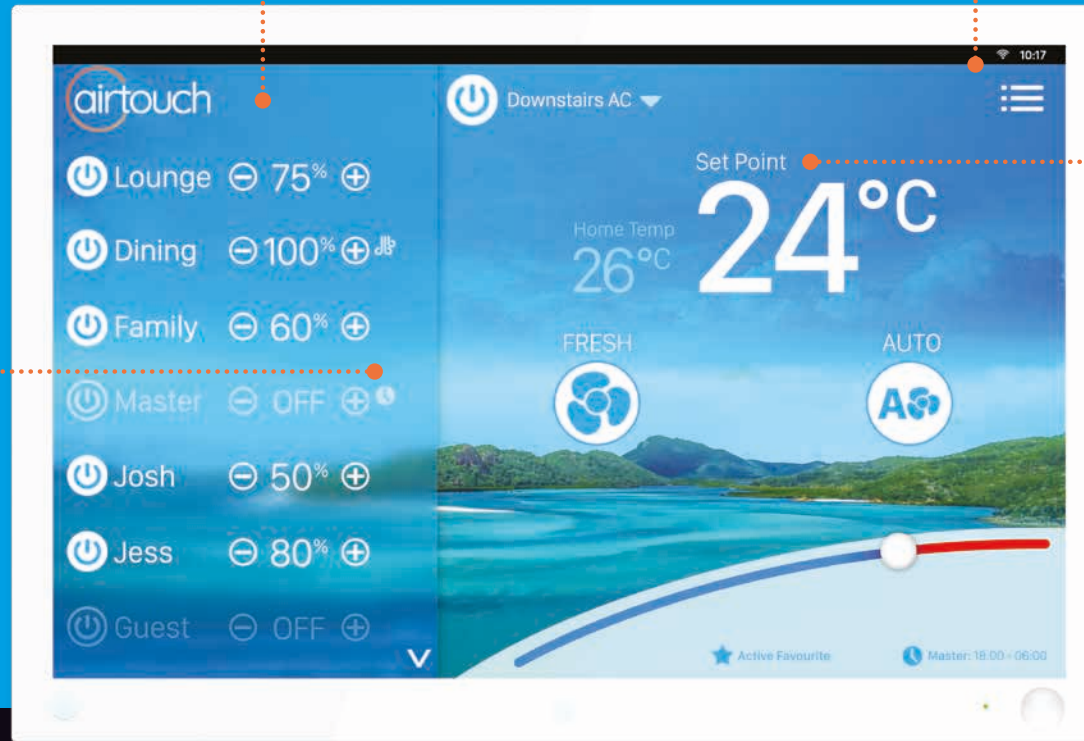 10:17
airtouch
Downstairs AC
Lounge 75%
Dining 100%
Family 60%
Master OFF
Josh 50%
Jess 80%
Guest OFF
Set Point
24°C
Home Temp
26°C
FRESH
AUTO
A
Active Favourite
Master: 18:00 - 06:00